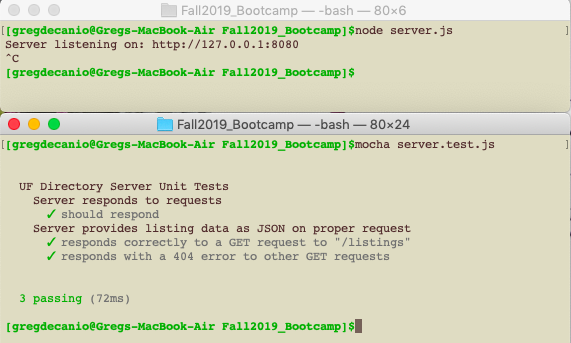 Fall2019_Bootcamp — -bash — 80×6
[[gregdecanio@Gregs-MacBook-Air Fall2019_Bootcamp]$node server.js ]
Server listening on: http://127.0.0.1:8080
^C
[gregdecanio@Gregs-MacBook-Air Fall2019_Bootcamp]$
Fall2019_Bootcamp — -bash — 80×24
[[gregdecanio@Gregs-MacBook-Air Fall2019_Bootcamp]$mocha server.test.js ]
UF Directory Server Unit Tests
Server responds to requests
✓ should respond
Server provides listing data as JSON on proper request
✓ responds correctly to a GET request to "/listings"
✓ responds with a 404 error to other GET requests
3 passing (72ms)
[gregdecanio@Gregs-MacBook-Air Fall2019_Bootcamp]$